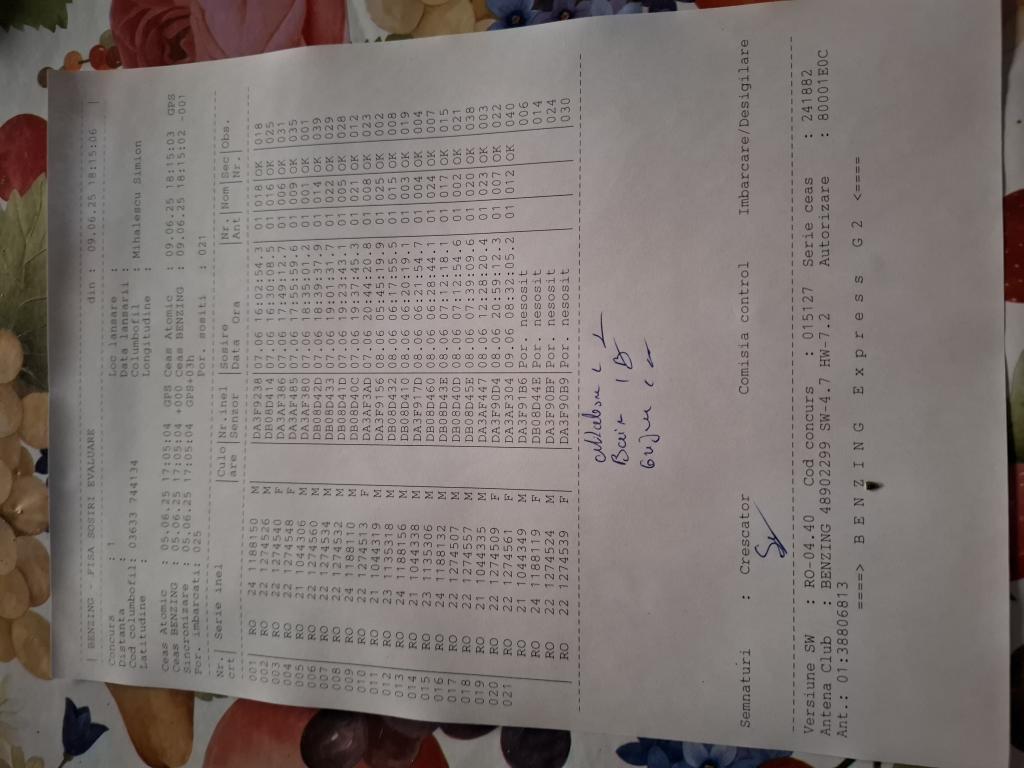 | BENZING - FISA SOSIRI EVALUARE din : 09.06.25 18:15:06 |
Concurs : 1 Loc lansare :
Distanta : Data lansarii :
Cod columbofil: 03633 744134 Columbofil : Mihalescu Simion
Latitudine : Longitudine :
Ceas Atomic : 05.06.25 17:05:04 GPS Ceas Atomic : 09.06.25 18:15:03 GPS
Ceas BENZING : 05.06.25 17:05:04 +000 Ceas BENZING : 09.06.25 18:15:02 -001
Sincronizare : 05.06.25 17:05:04 GPS+03h
Por. imbarcati: 025 Por. sositi : 021
Nr.| Serie inel |Culo|Nr.inel |Sosire |Nr.|Nom|Sec|Obs.
crt| |are |Senzor |Data Ora |Ant| |Nr.|
001| RO 24 1188150 M |DA3F9238|07.06 16:02:54.3 |01 |018|OK |018
002| RO 22 1274526 M |DB08D414|07.06 16:30:08.5 |01 |016|OK |025
003| RO 22 1274540 F |DA3AF386|07.06 17:49:17.7 |01 |006|OK |031
004| RO 22 1274548 F |DA3AF485|07.06 17:59:59.6 |01 |009|OK |035
005| RO 21 1044306 M |DA3AF380|07.06 18:35:01.2 |01 |001|OK |001
006| RO 22 1274560 M |DB08D42D|07.06 18:39:37.9 |01 |014|OK |039
007| RO 22 1274534 M |DB08D433|07.06 19:01:31.7 |01 |022|OK |029
008| RO 22 1274532 M |DB08D41D|07.06 19:23:43.1 |01 |005|OK |028
009| RO 24 1188110 M |DB08D40C|07.06 19:37:45.3 |01 |021|OK |012
010| RO 22 1274513 F |DA3AF3AD|07.06 20:44:20.8 |01 |008|OK |023
011| RO 21 1044319 M |DA3F9156|08.06 05:45:19.9 |01 |025|OK |002
012| RO 23 1135318 M |DB08D424|08.06 06:17:59.5 |01 |015|OK |008
013| RO 24 1188156 M |DB08D410|08.06 06:20:19.1 |01 |003|OK |019
014| RO 21 1044338 M |DA3F917D|08.06 06:21:54.7 |01 |004|OK |004
015| RO 23 1135306 M |DB08D460|08.06 06:28:44.1 |01 |024|OK |007
016| RO 24 1188132 M |DB08D43E|08.06 07:12:18.1 |01 |017|OK |015
017| RO 22 1274507 M |DB08D40D|08.06 07:12:54.6 |01 |002|OK |021
018| RO 22 1274557 M |DB08D45E|08.06 07:39:09.6 |01 |020|OK |038
019| RO 21 1044335 M |DA3AF447|08.06 12:28:20.4 |01 |023|OK |003
020| RO 22 1274509 F |DA3F90D4|08.06 20:59:12.3 |01 |007|OK |022
021| RO 22 1274561 F |DA3AF304|09.06 08:32:05.2 |01 |012|OK |040
RO 21 1044349 M |DA3F91B6|Por. nesosit |006
RO 24 1188119 F |DB08D44E|Por. nesosit |014
RO 22 1274524 M |DA3F90BF|Por. nesosit |024
RO 22 1274539 F |DA3F90B9|Por. nesosit |030
Semnaturi : Crescator Comisia control Imbarcare/Desigilare
Versiune SW : RO-04.40 Cod concurs : 015127 Serie ceas : 241882
Antena Club : BENZING 48902299 SW-4.7 HW-7.2 Autorizare : 80001E0C
Ant.: 01:38806813
====> B E N Z I N G E x p r e s s G 2 <====